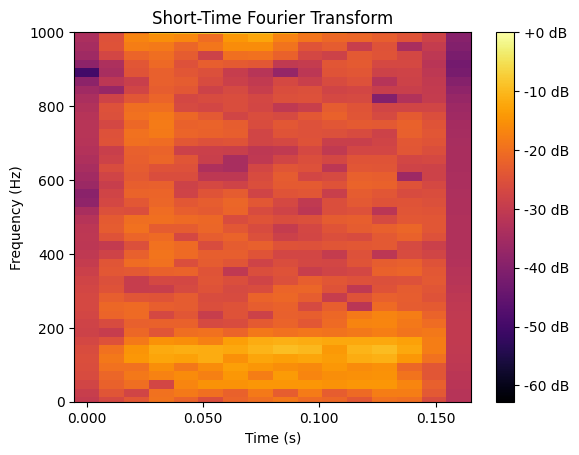 Short-Time Fourier Transform
Frequency (Hz)
1000
800
600
400
200
0
0.000
0.050
0.100
0.150
Time (s)
+0 dB
-10 dB
-20 dB
-30 dB
-40 dB
-50 dB
-60 dB